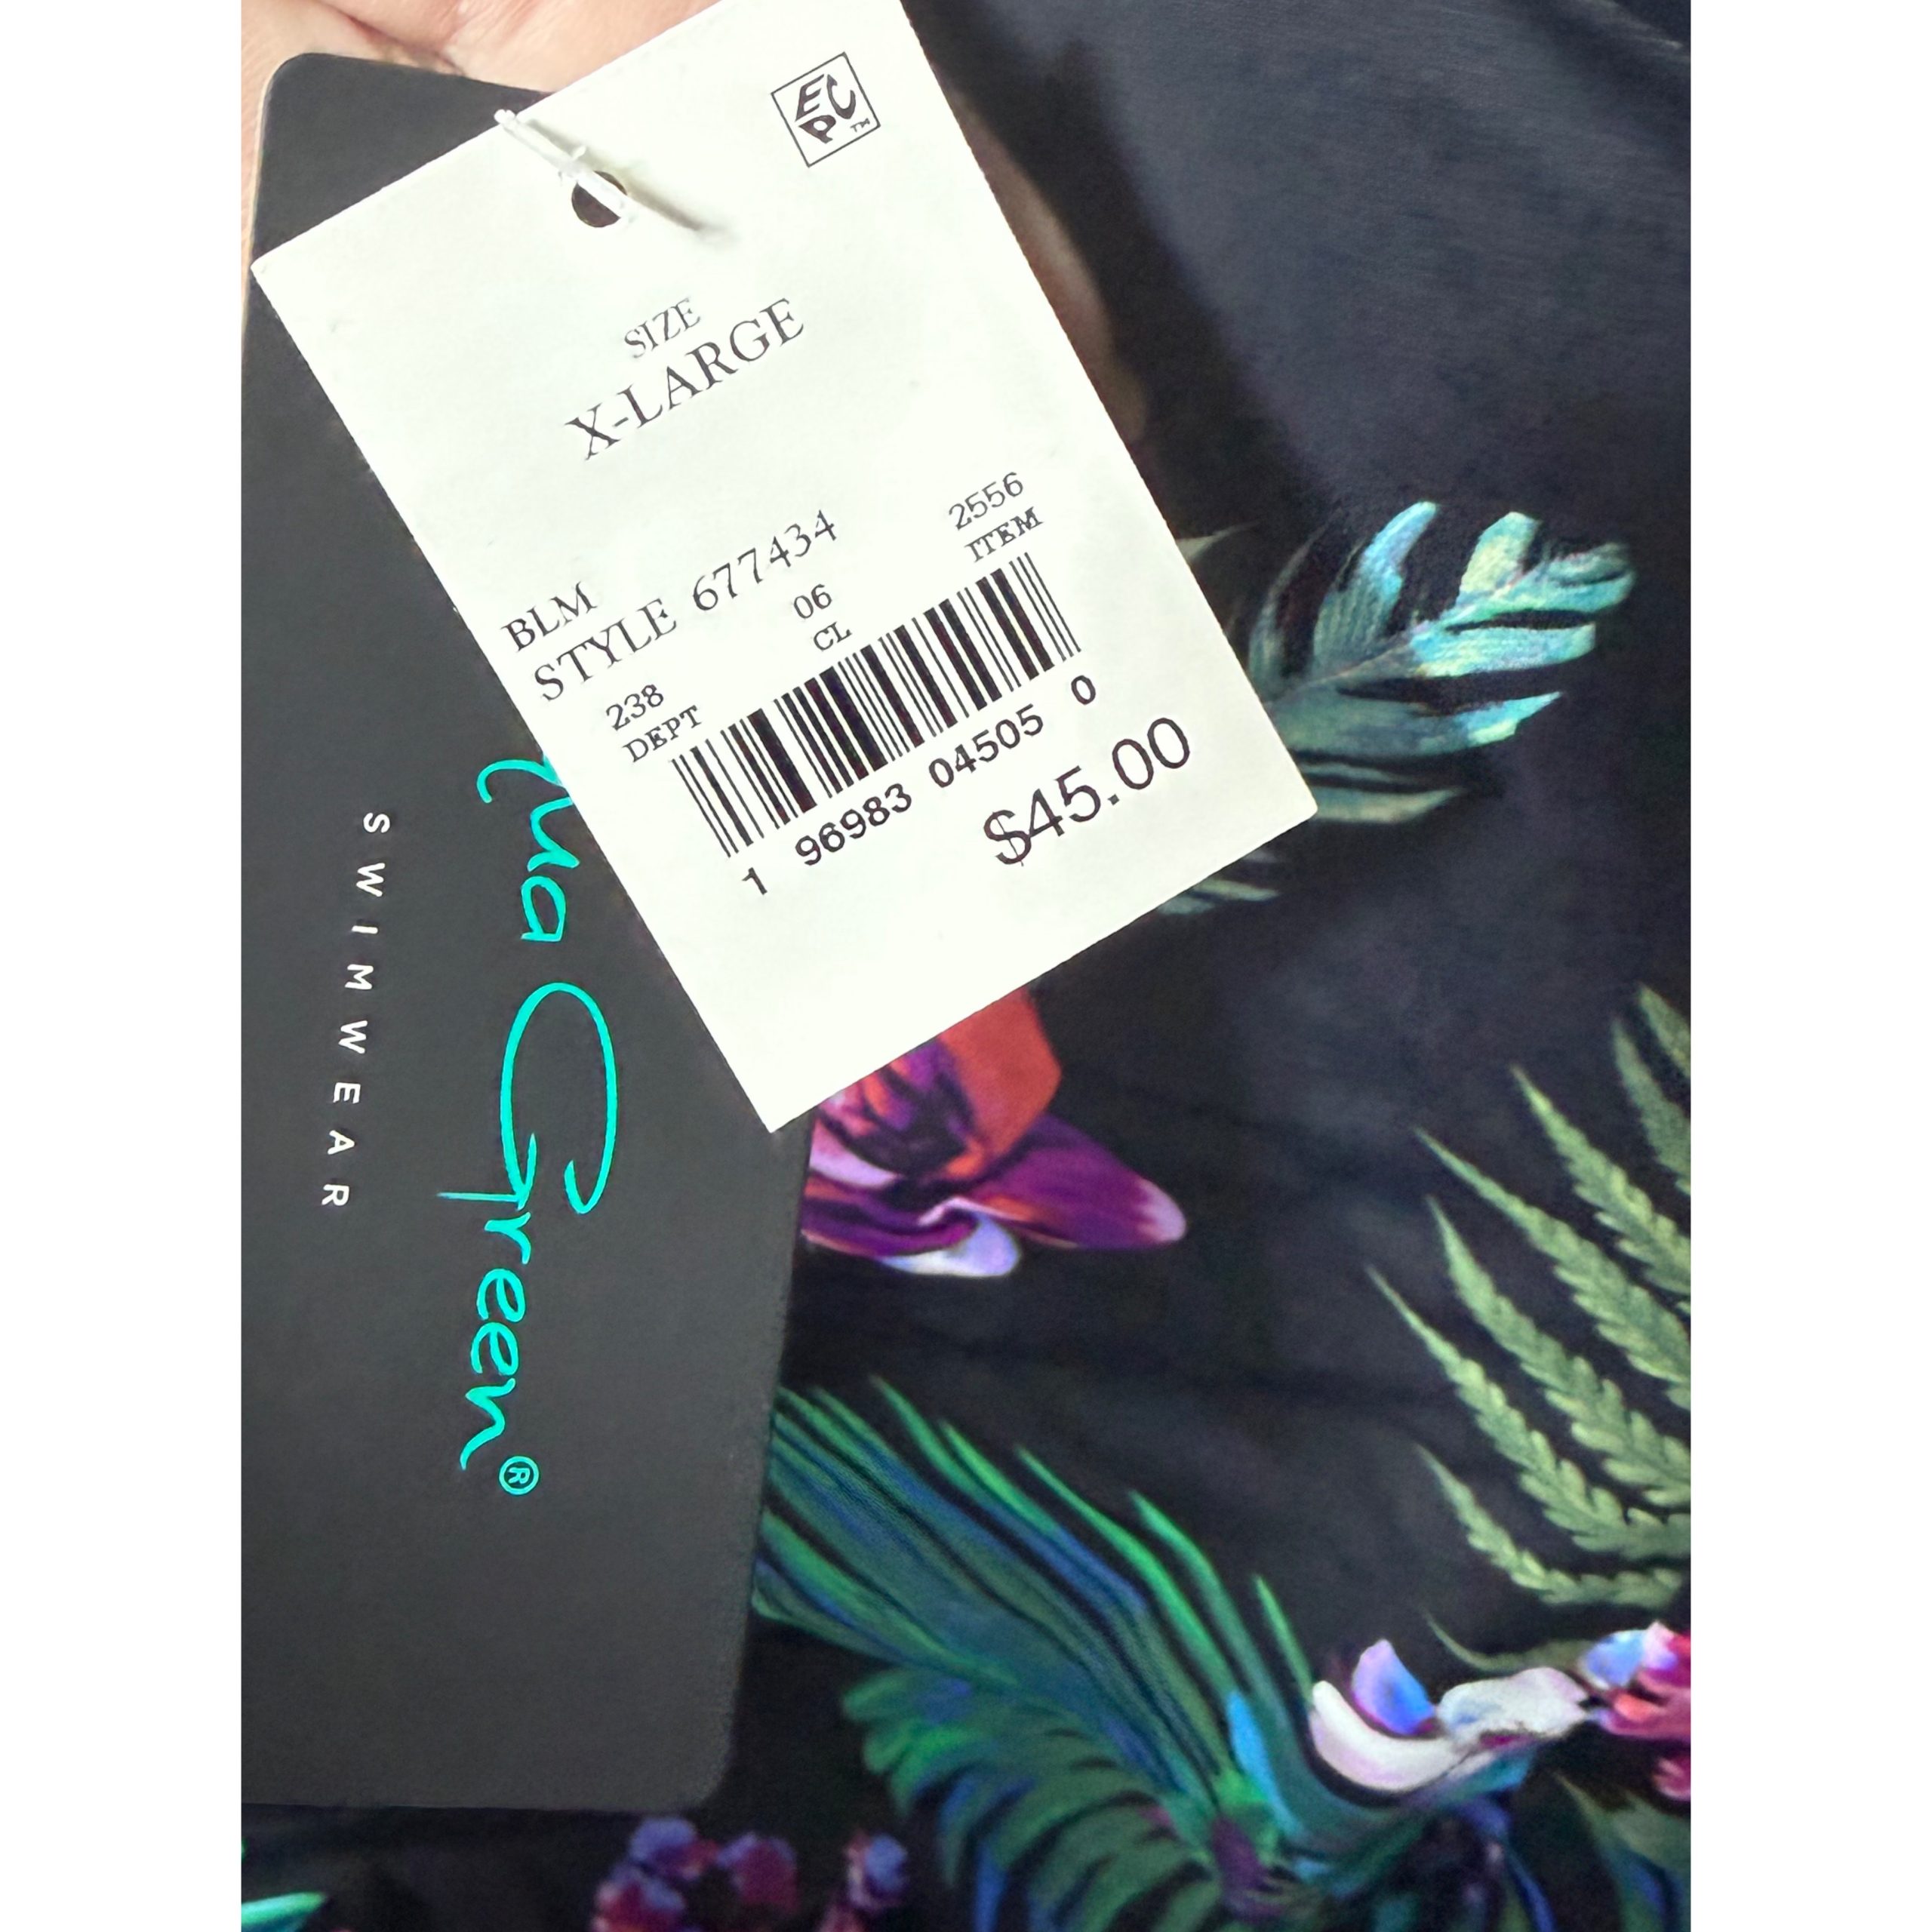 EPC™
SIZE
X-LARGE
BLM
STYLE 677434
238 06 2556
DEPT CL ITEM
1 96983 04505 0
$45.00
Green®
SWIMWEAR